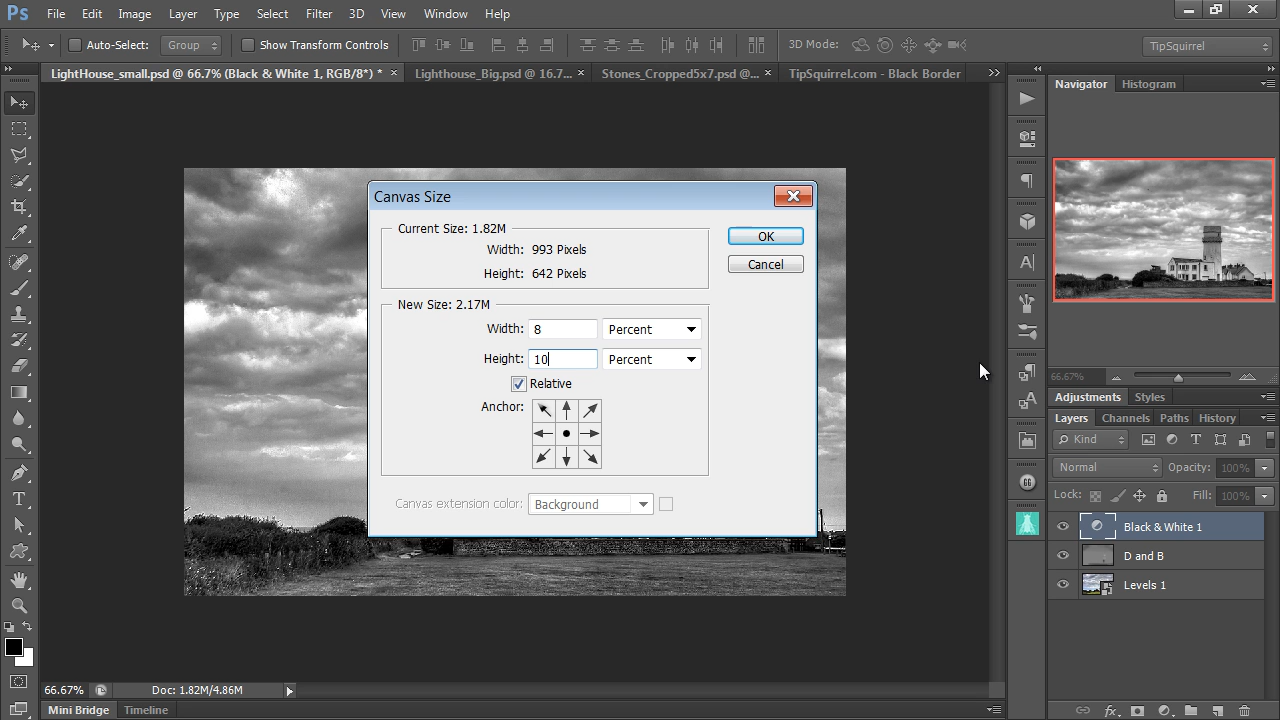 Ps File Edit Image Layer Type Select Filter 3D View Window Help
Auto-Select: Group Show Transform Controls 3D Mode: TipSquirrel
LightHouse_small.psd @ 66.7% (Black & White 1, RGB/8*) * × Lighthouse_Big.psd @ 16.7... × Stones_Cropped5x7.psd @... × TipSquirrel.com - Black Border
Navigator Histogram
Canvas Size
Current Size: 1.82M
Width: 993 Pixels
Height: 642 Pixels
OK
Cancel
New Size: 2.17M
Width: 8 Percent
Height: 10 Percent
Relative
Anchor:
Canvas extension color: Background
66.67%
Adjustments Styles
Layers Channels Paths History
Kind
Normal Opacity: 100%
Lock: Fill: 100%
Black & White 1
D and B
Levels 1
66.67% Doc: 1.82M/4.86M
Mini Bridge Timeline